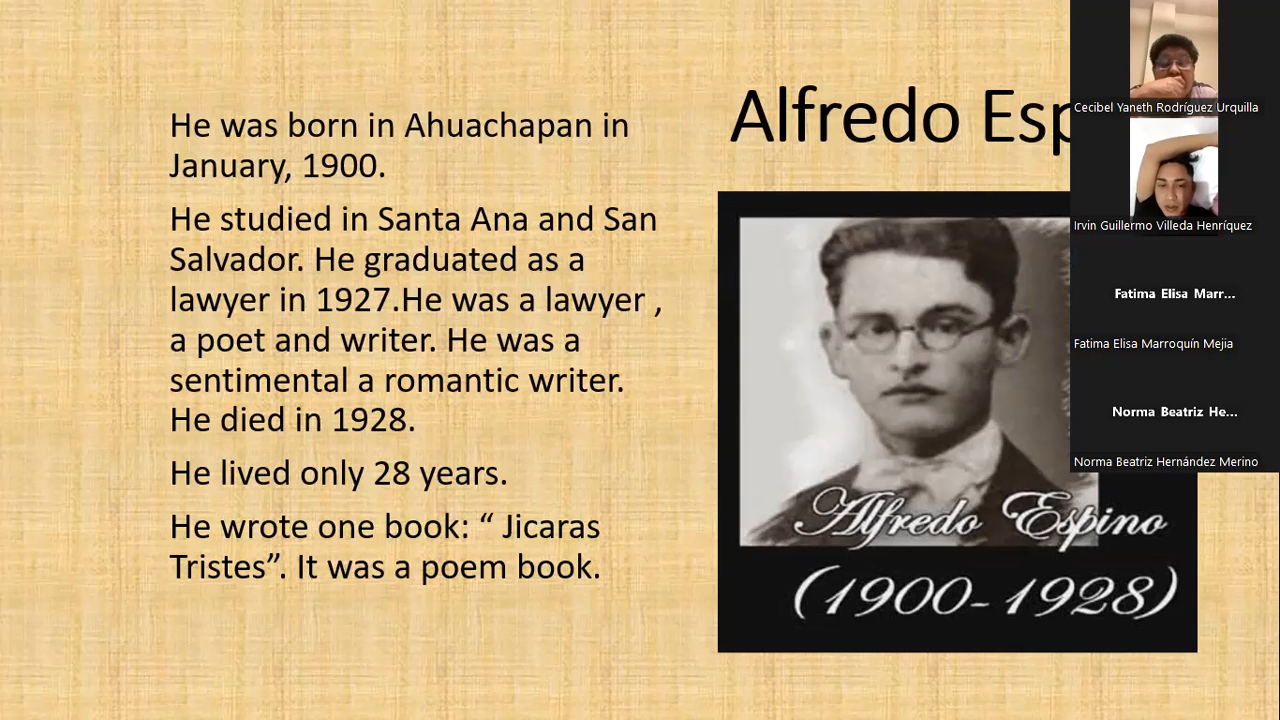 He was born in Ahuachapan in
January, 1900.
He studied in Santa Ana and San
Salvador. He graduated as a
lawyer in 1927.He was a lawyer ,
a poet and writer. He was a
sentimental a romantic writer.
He died in 1928.
He lived only 28 years.
He wrote one book: “ Jicaras
Tristes”. It was a poem book.
Alfredo Esp
Alfredo Espino
(1900-1928)
Cecibel Yaneth Rodríguez Urquilla
Irvin Guillermo Villeda Henríquez
Fatima Elisa Marr...
Fatima Elisa Marroquín Mejia
Norma Beatriz He...
Norma Beatriz Hernández Merino